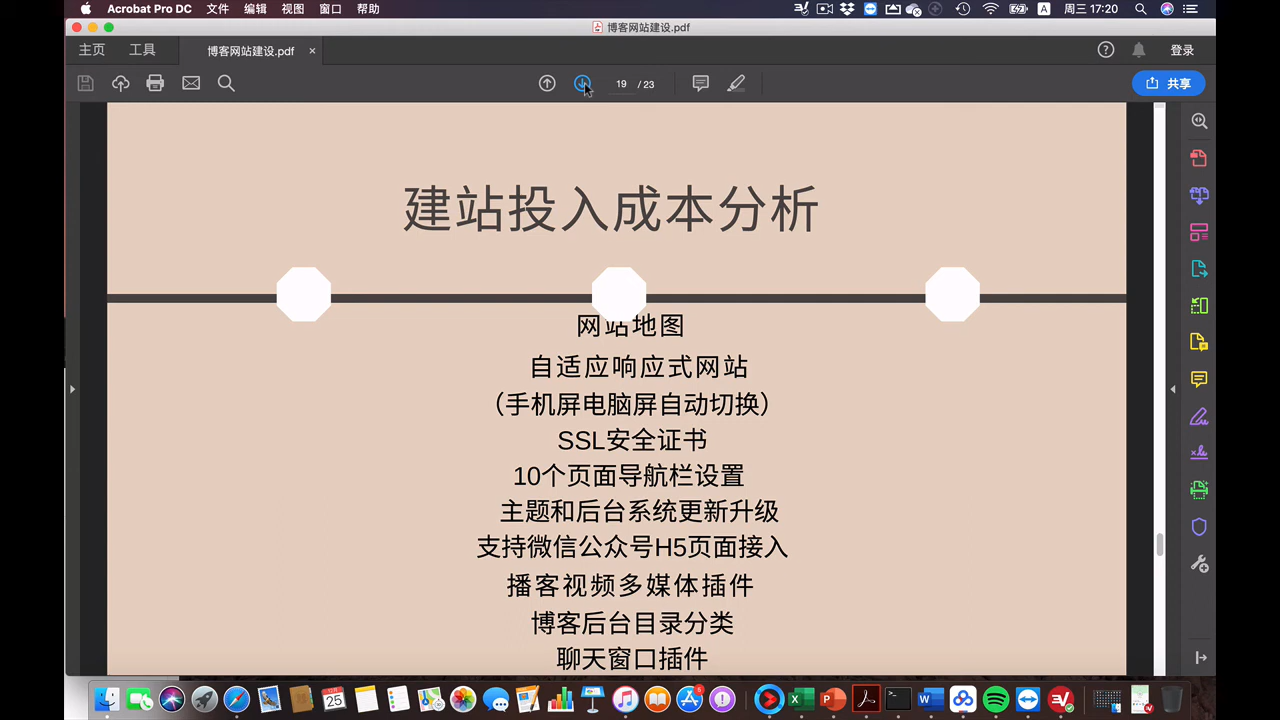 Acrobat Pro DC 文件 编辑 视图 窗口 帮助
A 周三 17:20
博客网站建设.pdf
主页 工具 博客网站建设.pdf × 登录
19 / 23 共享
建站投入成本分析
网站地图
自适应响应式网站
（手机屏电脑屏自动切换）
SSL安全证书
10个页面导航栏设置
主题和后台系统更新升级
支持微信公众号H5页面接入
播客视频多媒体插件
博客后台目录分类
聊天窗口插件